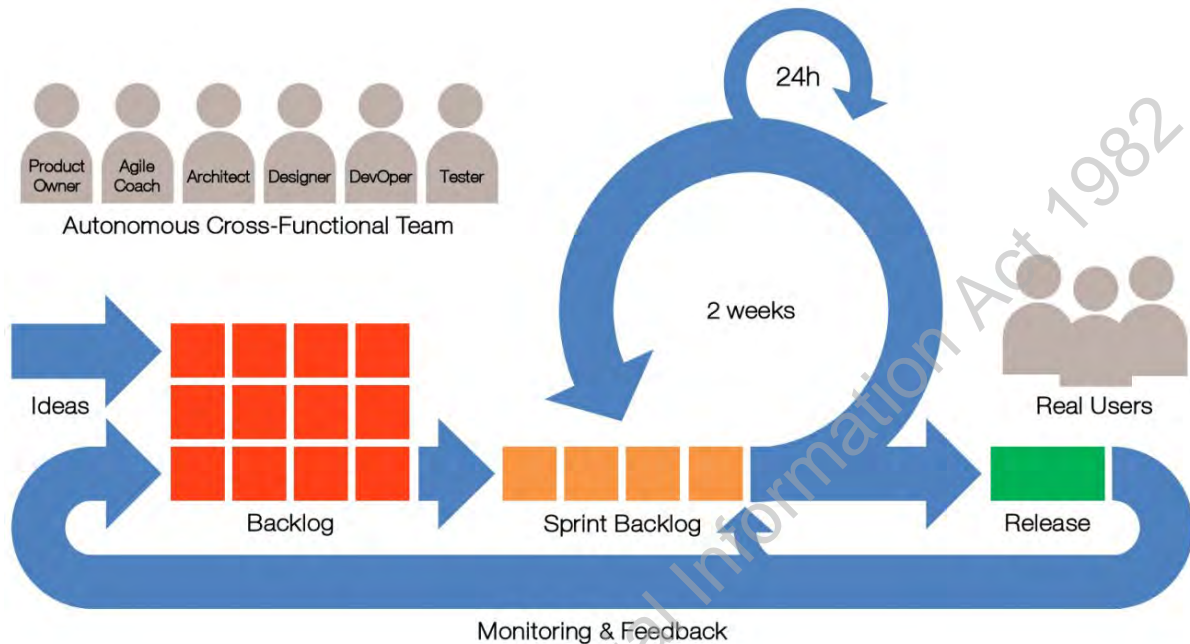 24h
Product
Owner
Agile
Coach
Architect
Designer
DevOper
Tester
Autonomous Cross-Functional Team
2 weeks
Ideas
Real Users
Backlog
Sprint Backlog
Release
Monitoring & Feedback
Information Act 1982